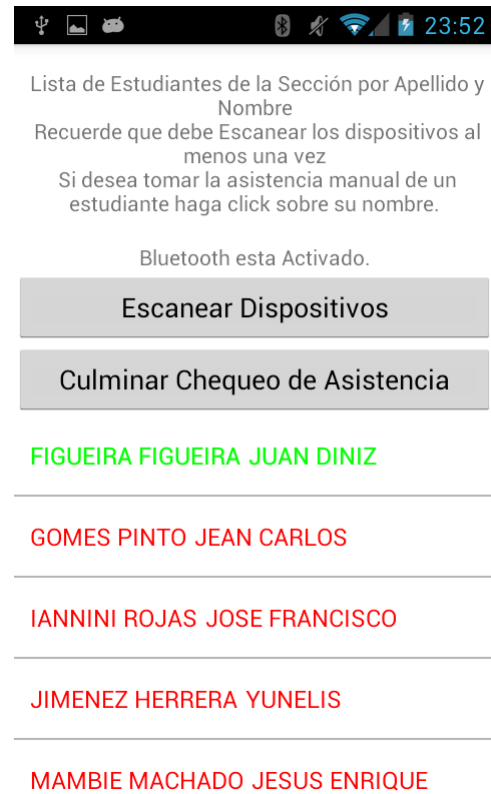 23:52
Lista de Estudiantes de la Sección por Apellido y
Nombre
Recuerde que debe Escanear los dispositivos al
menos una vez
Si desea tomar la asistencia manual de un
estudiante haga click sobre su nombre.
Bluetooth esta Activado.
Escanear Dispositivos
Culminar Chequeo de Asistencia
FIGUEIRA FIGUEIRA JUAN DINIZ
GOMES PINTO JEAN CARLOS
IANNINI ROJAS JOSE FRANCISCO
JIMENEZ HERRERA YUNELIS
MAMBIE MACHADO JESUS ENRIQUE